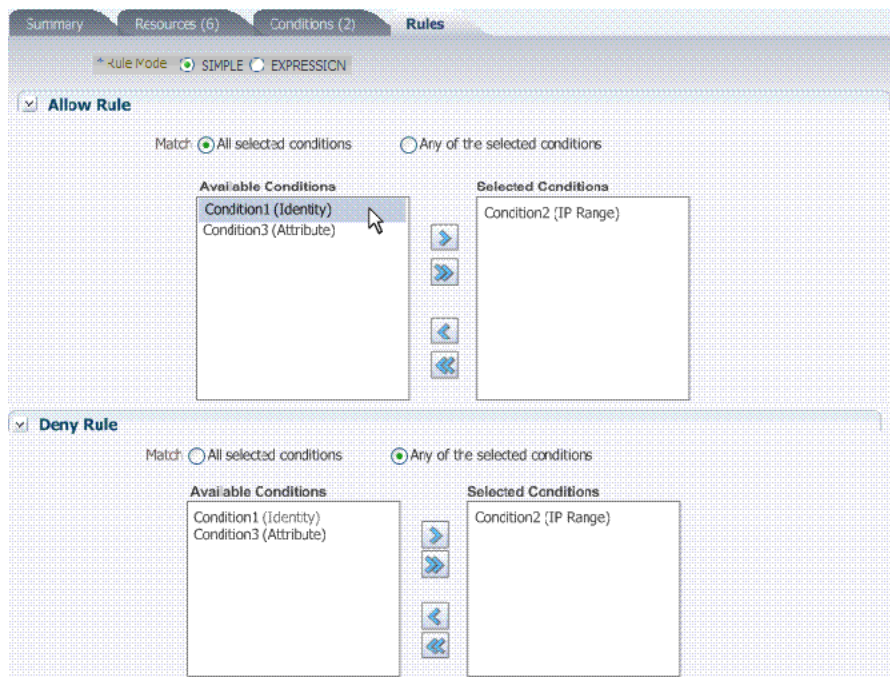 Summary Resources (6) Conditions (2) Rules
* Rule Mode SIMPLE EXPRESSION
Allow Rule
Match All selected conditions Any of the selected conditions
Available Conditions Selected Conditions
Condition1 (Identity) Condition2 (IP Range)
Condition3 (Attribute)
Deny Rule
Match All selected conditions Any of the selected conditions
Available Conditions Selected Conditions
Condition1 (Identity) Condition2 (IP Range)
Condition3 (Attribute)